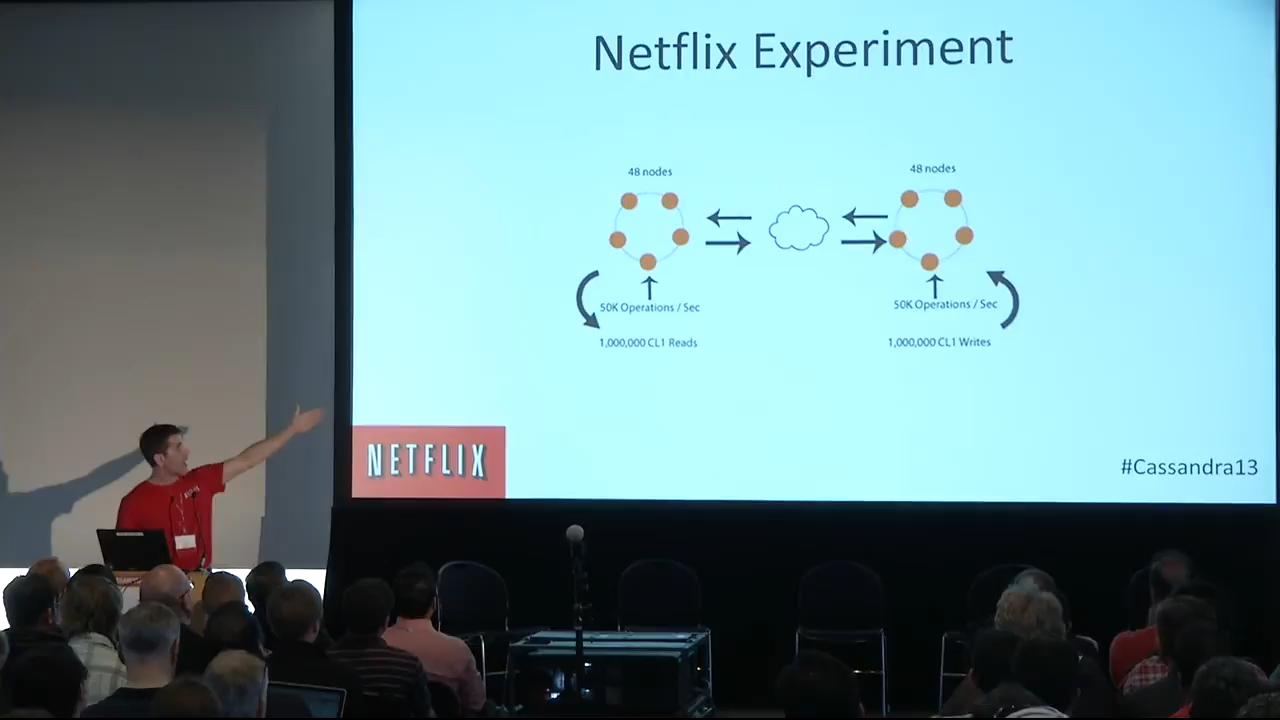 Netflix Experiment
48 nodes
48 nodes
50K Operations / Sec
50K Operations / Sec
1,000,000 CL1 Reads
1,000,000 CL1 Writes
NETFLIX
#Cassandra13